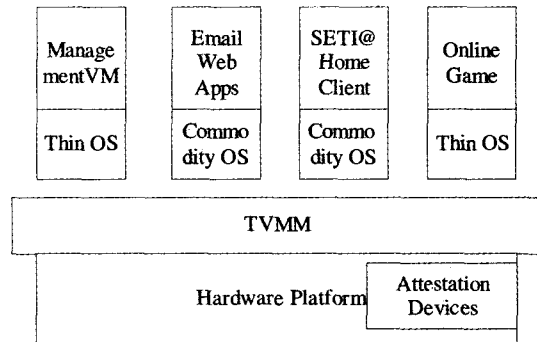 Manage
mentVM
Thin OS
Email
Web
Apps
Commo
dity OS
SETI@
Home
Client
Commo
dity OS
Online
Game
Thin OS
TVMM
Hardware Platform
Attestation
Devices